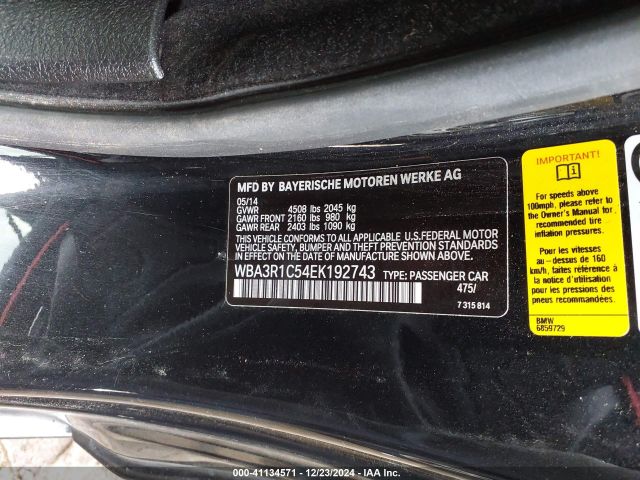 MFD BY BAYERISCHE MOTOREN WERKE AG
05/14
GVWR 4508 lbs 2045 kg
GAWR FRONT 2160 lbs 980 kg
GAWR REAR 2403 lbs 1090 kg
THIS VEHICLE CONFORMS TO ALL APPLICABLE U.S.FEDERAL MOTOR
VEHICLE SAFETY, BUMPER AND THEFT PREVENTION STANDARDS
IN EFFECT ON THE DATE OF MANUFACTURE SHOWN ABOVE.
WBA3R1C54EK192743 TYPE: PASSENGER CAR
475/
7 315 814
IMPORTANT!
For speeds above
100mph, please refer to
the Owner's Manual for
recommended tire
inflation pressures.
Pour les vitesses
au-dessus de 160
km/h, faites référence à
la notice d'utilisation
pour les pressions des
pneus recommandées.
BMW
6859729
000-41134571 - 12/23/2024 - IAA Inc.